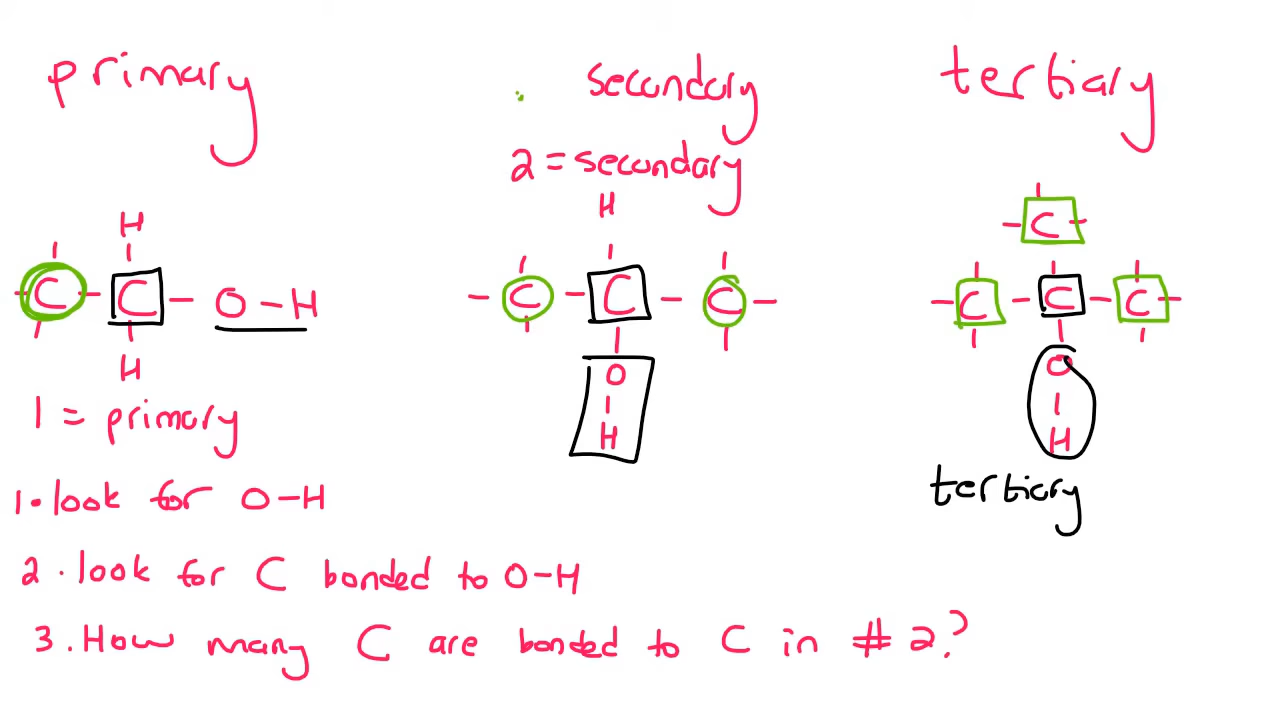 primary
secondary
tertiary
2 = secondary
H
H
C
C - C - O - H
C - C - C
C - C - C
H
O
H
O
H
1 = primary
tertiary
1. look for O-H
2. look for C bonded to O-H
3. How many C are bonded to C in # 2?